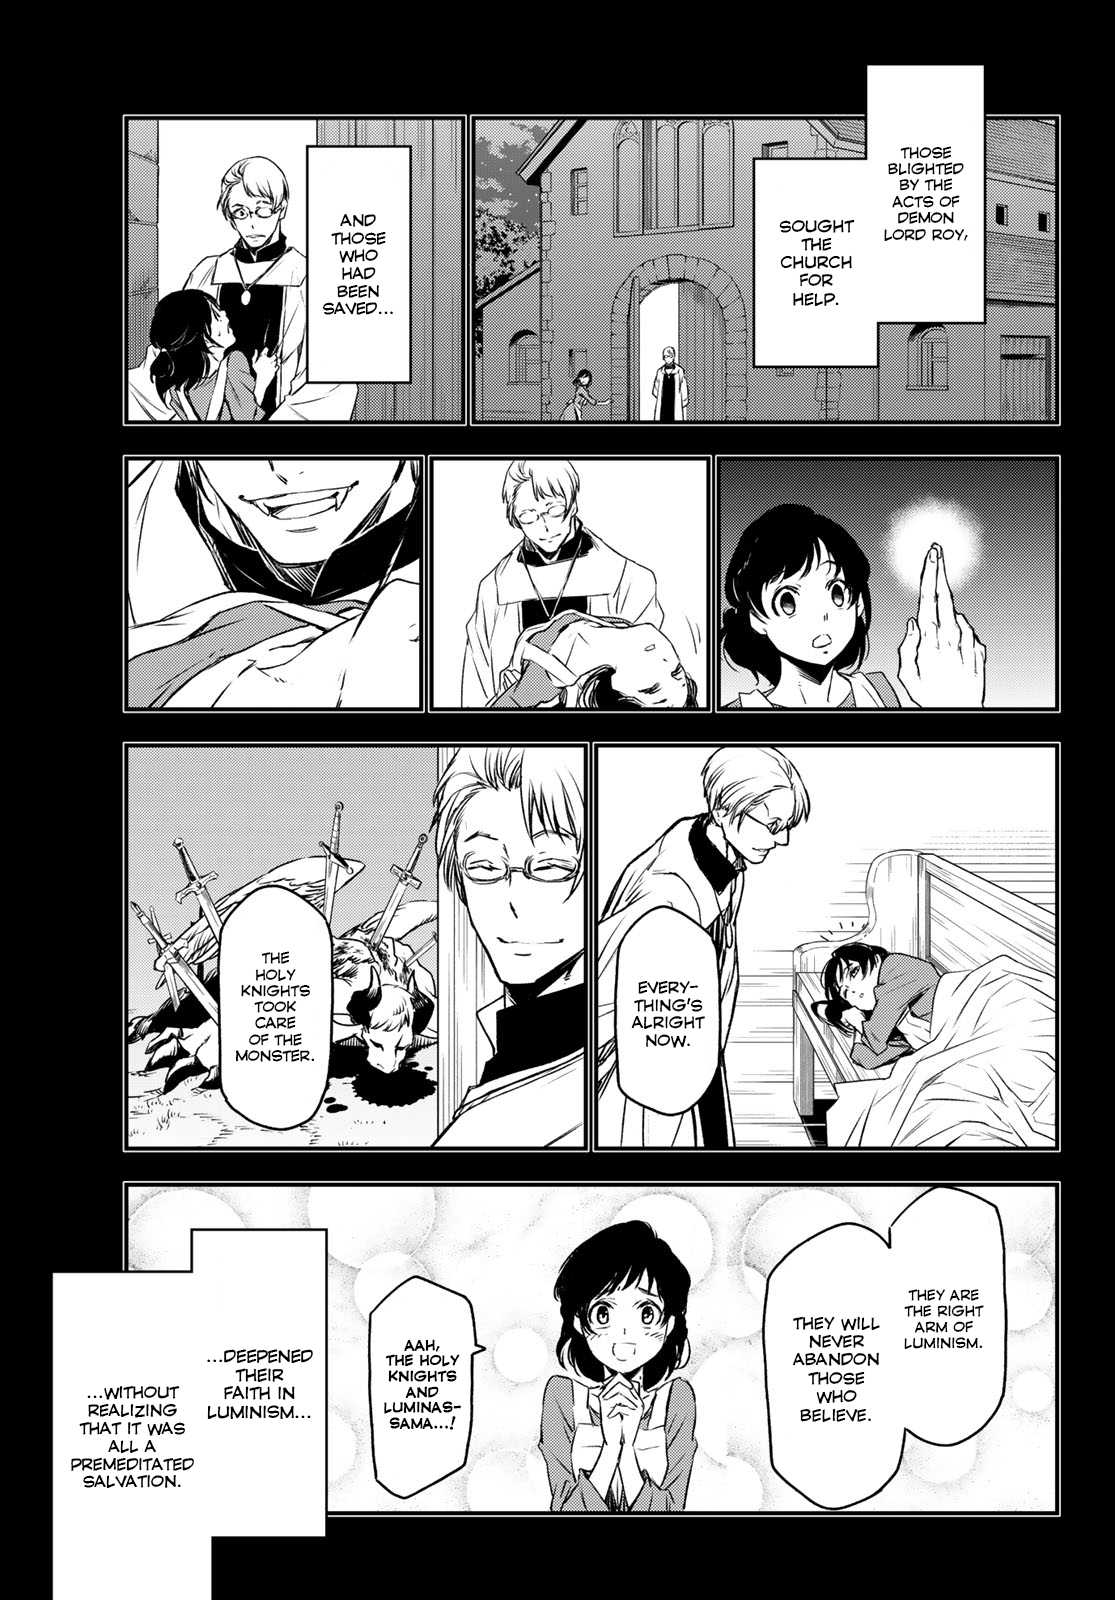 THOSE
BLIGHTED
BY THE
ACTS OF
DEMON
LORD ROY,
SOUGHT
THE
CHURCH
FOR
HELP.
AND
THOSE
WHO
HAD
BEEN
SAVED...
EVERY-
THING'S
ALRIGHT
NOW.
THE
HOLY
KNIGHTS
TOOK
CARE
OF THE
MONSTER.
THEY ARE
THE RIGHT
ARM OF
LUMINISM.
THEY WILL
NEVER
ABANDON
THOSE
WHO
BELIEVE.
AAH,
THE HOLY
KNIGHTS
AND
LUMINAS-
SAMA...!
...DEEPENED
THEIR
FAITH IN
LUMINISM...
...WITHOUT
REALIZING
THAT IT WAS
ALL A
PREMEDITATED
SALVATION.